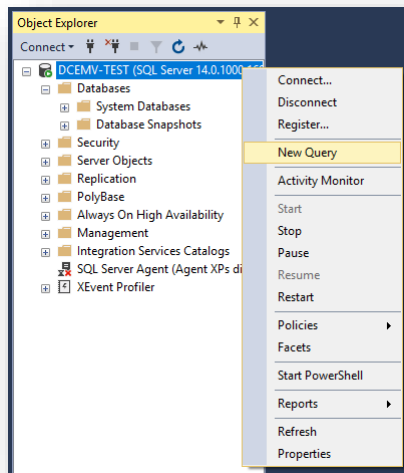 Object Explorer
Connect
DCEMV-TEST (SQL Server 14.0.1000.169
Databases
System Databases
Database Snapshots
Security
Server Objects
Replication
PolyBase
Always On High Availability
Management
Integration Services Catalogs
SQL Server Agent (Agent XPs di
XEvent Profiler
Connect...
Disconnect
Register...
New Query
Activity Monitor
Start
Stop
Pause
Resume
Restart
Policies
Facets
Start PowerShell
Reports
Refresh
Properties